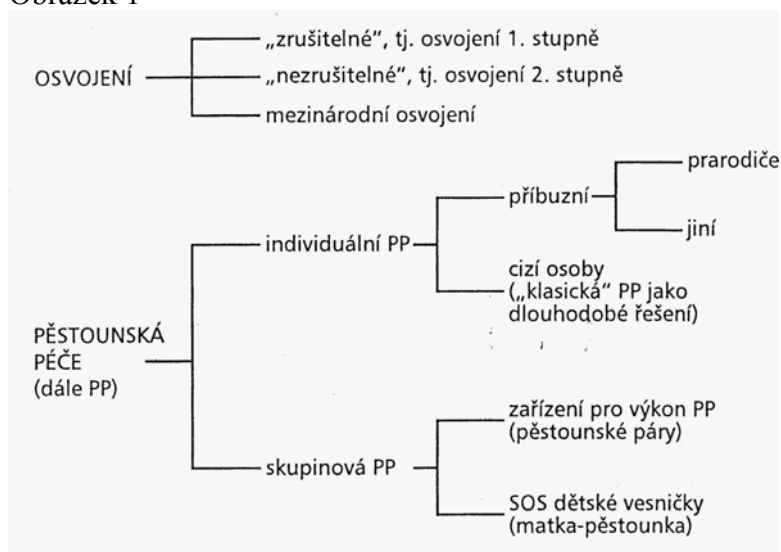 Obrázek 1
„zrušitelné“, tj. osvojení 1. stupně
OSVOJENÍ
„nezrušitelné“, tj. osvojení 2. stupně
mezinárodní osvojení
prarodiče
příbuzní
jiní
individuální PP
cizí osoby
(„klasická“ PP jako
dlouhodobé řešení)
PĚSTOUNSKÁ
PÉČE
(dále PP)
zařízení pro výkon PP
(pěstounské páry)
skupinová PP
SOS dětské vesničky
(matka-pěstounka)